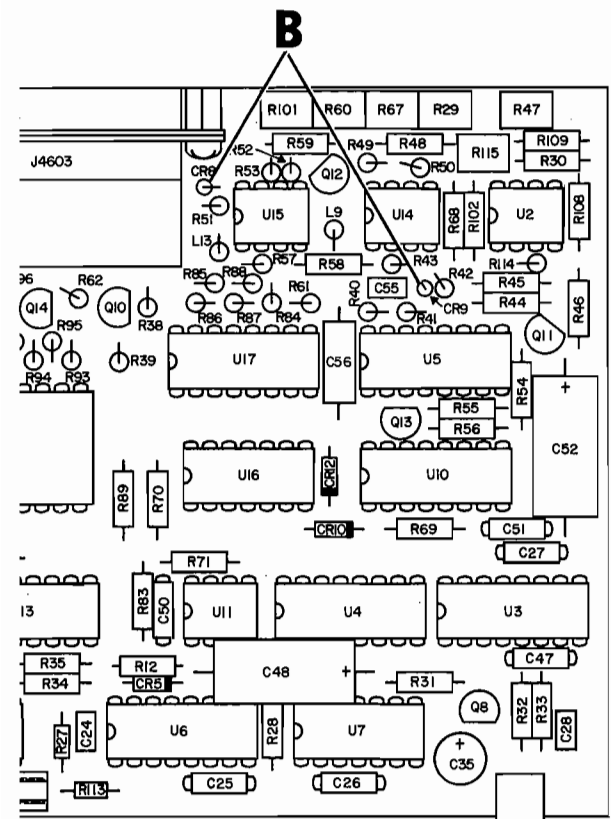 B
R101 R60 R67 R29 R47
R52 R59 R49 R48 R109
J4603 R53 Q12 R50 R115 R30
CR8
R51 U15 L9 U14 R68 R102 U2 R108
L13
R57 R58 R43 R114
R85 R88 R42 R45
96 R62 R61 R40 C55 R44 R46
Q14 Q10 R38 R86 R87 R84 R41 CR9
R95 Q11
R94 R93 R39 U17 C56 U5 R54
R55
Q13 R56
C52
R89 R70 U16 CR12 U10
CR10 R69 C51
C27
R71
13 R83 C50 U11 U4 U3
R35 R12 C48 C47
R34 CR5 R31
R27 C24 U6 R28 U7 Q8 R32 R33 C28
C35
R113 C25 C26
+
+
+